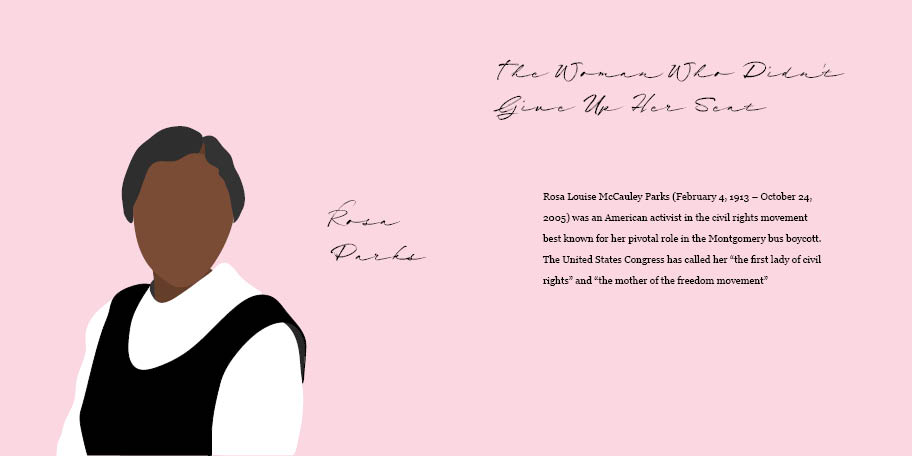 The Woman Who Didn't
Give Up Her Seat
Rosa
Parks
Rosa Louise McCauley Parks (February 4, 1913 – October 24,
2005) was an American activist in the civil rights movement
best known for her pivotal role in the Montgomery bus boycott.
The United States Congress has called her “the first lady of civil
rights” and “the mother of the freedom movement”